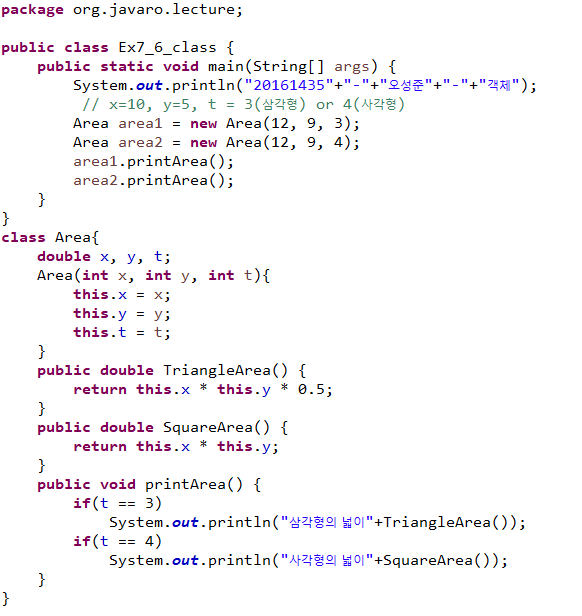 package org.javaro.lecture;

public class Ex7_6_class {
    public static void main(String[] args) {
        System.out.println("20161435"+"-"+"오성준"+"-"+"객체");
         // x=10, y=5, t = 3(삼각형) or 4(사각형)
        Area area1 = new Area(12, 9, 3);
        Area area2 = new Area(12, 9, 4);
        area1.printArea();
        area2.printArea();
    }
}
class Area{
    double x, y, t;
    Area(int x, int y, int t){
        this.x = x;
        this.y = y;
        this.t = t;
    }
    public double TriangleArea() {
        return this.x * this.y * 0.5;
    }
    public double SquareArea() {
        return this.x * this.y;
    }
    public void printArea() {
        if(t == 3)
            System.out.println("삼각형의 넓이"+TriangleArea());
        if(t == 4)
            System.out.println("사각형의 넓이"+SquareArea());
    }
}